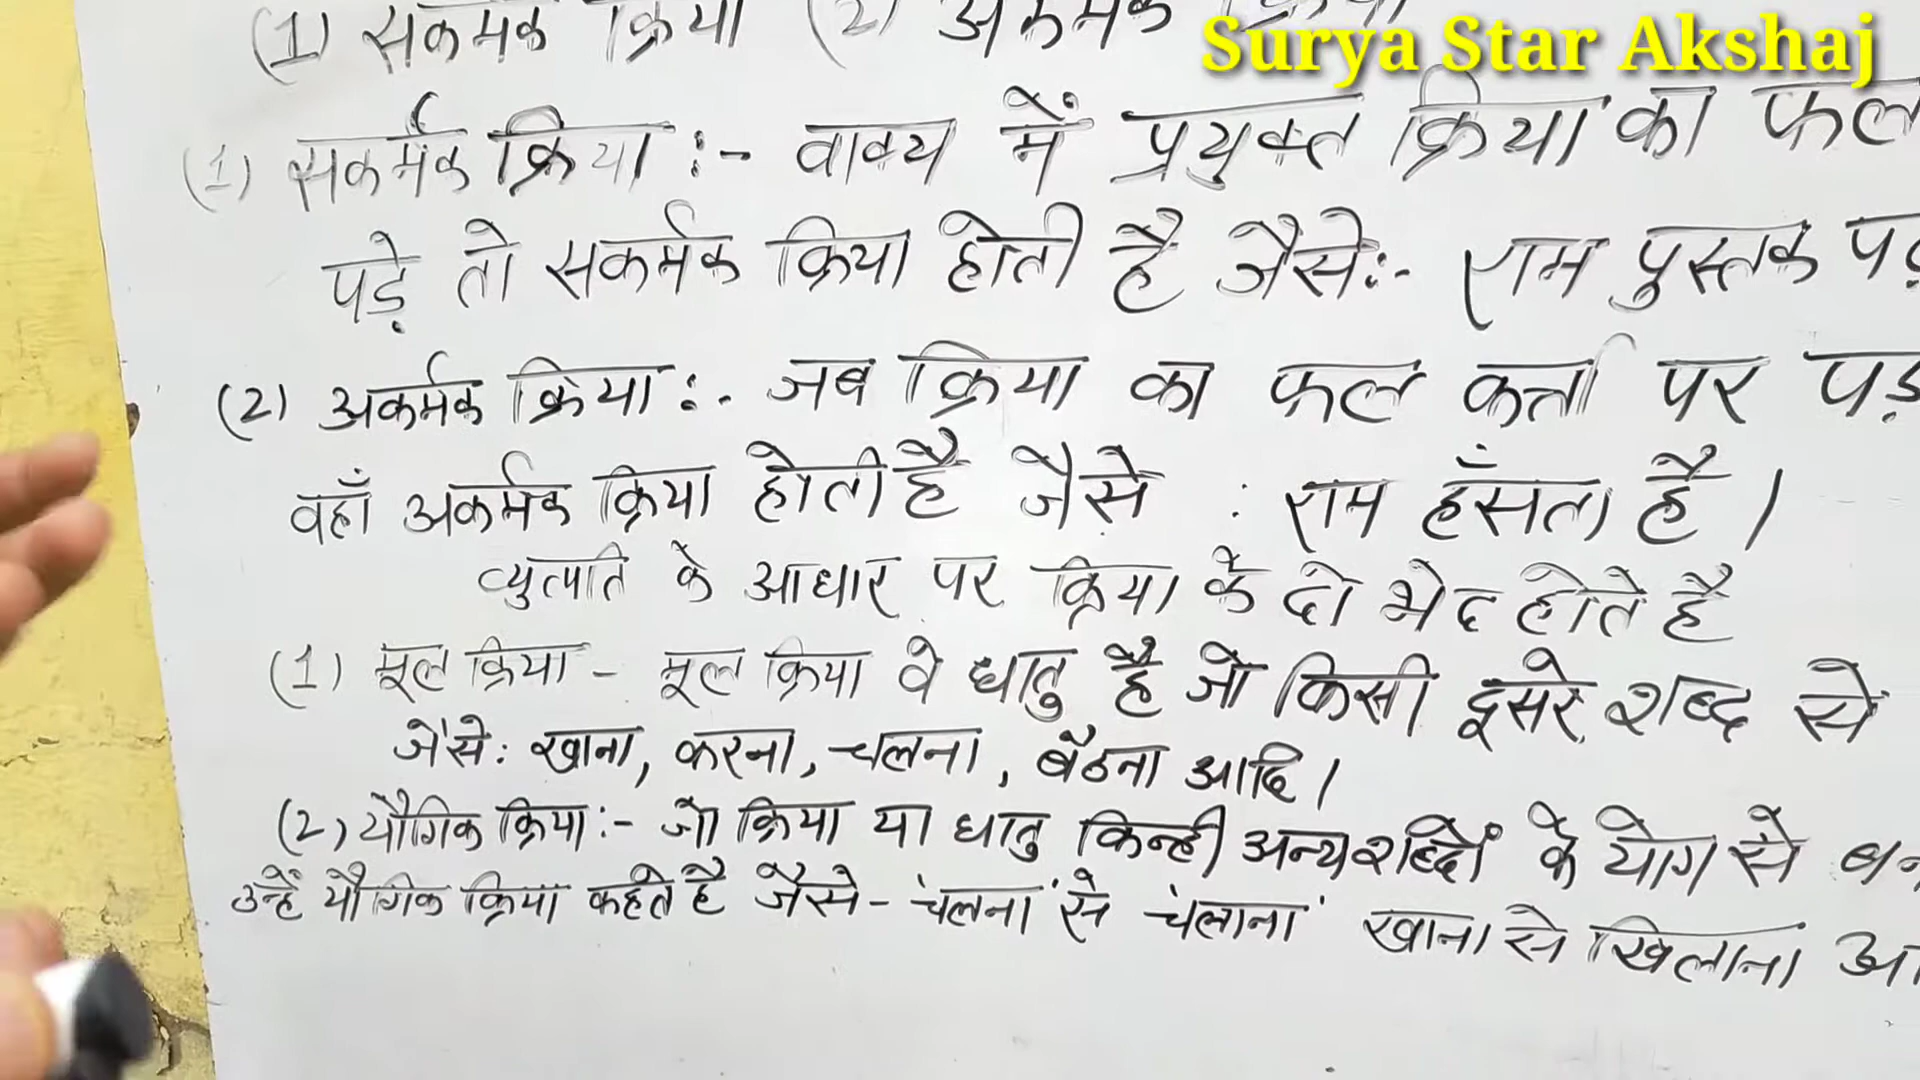 (1) सकर्मक क्रिया (2) अकर्मक क्रिया
Surya Star Akshaj
(1) सकर्मक क्रिया :- वाक्य में प्रयुक्त क्रिया का फल
पड़े तो सकर्मक क्रिया होती है जैसे:- राम पुस्तक
(2) अकर्मक क्रिया :- जब क्रिया का फल कर्त्ता पर
वहाँ अकर्मक क्रिया होती है जैसे : राम हँसता है ।
व्युत्पति के आधार पर क्रिया के दो भेद होते है
(1) मूल क्रिया - मूल क्रिया वे धातु है जो किसी दूसरे शब्द से
जैसे: खाना, करना, चलना, बैठना आदि ।
(2) यौगिक क्रिया:- जो क्रिया या धातु किन्ही अन्य शब्दों के योग से
उन्हें यौगिक क्रिया कहते है जैसे - 'चलना' से 'चलाना' खाना से खिलाना